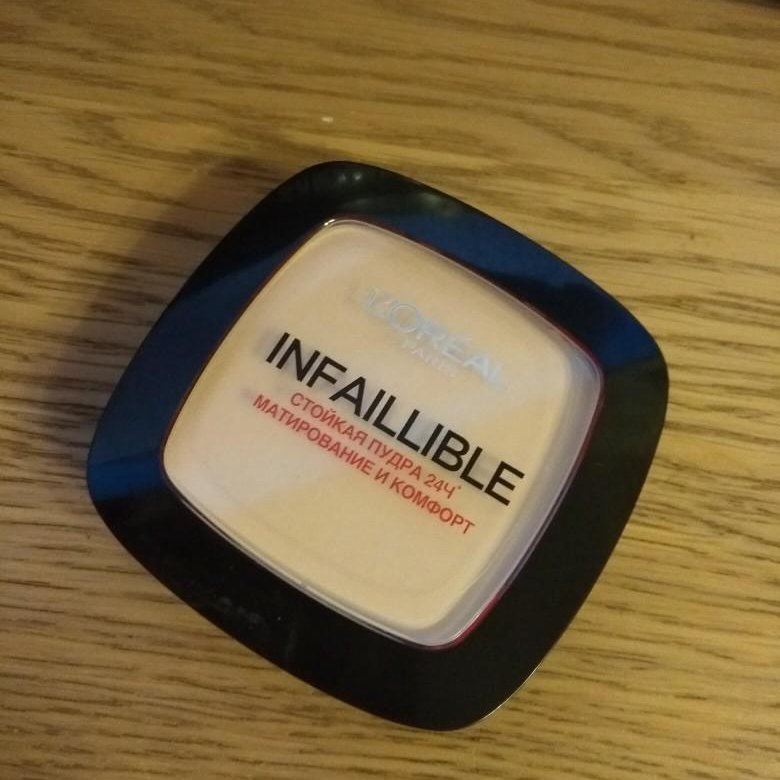 L'ORÉAL
PARIS
INFAILLIBLE
СТОЙКАЯ ПУДРА 24Ч*
МАТИРОВАНИЕ И КОМФОРТ